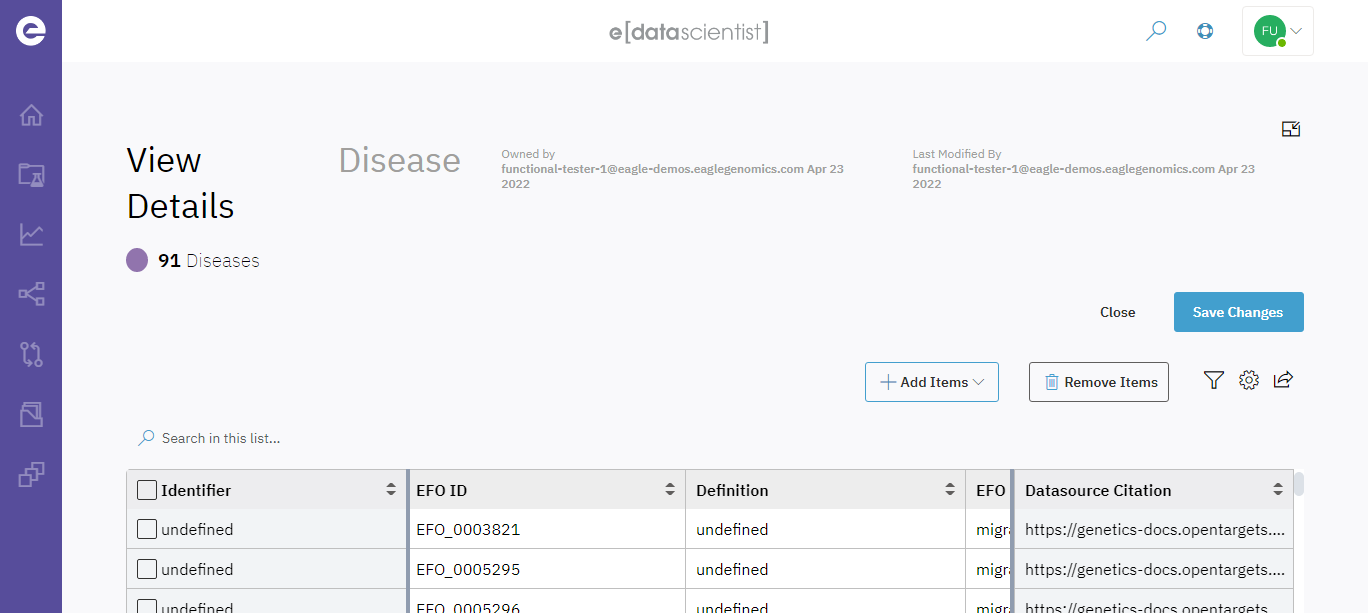 e[datascientist]
FU
View
Details
Disease
Owned by
functional-tester-1@eagle-demos.eaglegenomics.com Apr 23
2022
Last Modified By
functional-tester-1@eagle-demos.eaglegenomics.com Apr 23
2022
91 Diseases
Close
Save Changes
Add Items
Remove Items
Search in this list...
Identifier EFO ID Definition EFO Datasource Citation
undefined EFO_0003821 undefined migra https://genetics-docs.opentargets....
undefined EFO_0005295 undefined migra https://genetics-docs.opentargets....
undefined EFO_0005296 undefined migra https://genetics-docs.opentargets....